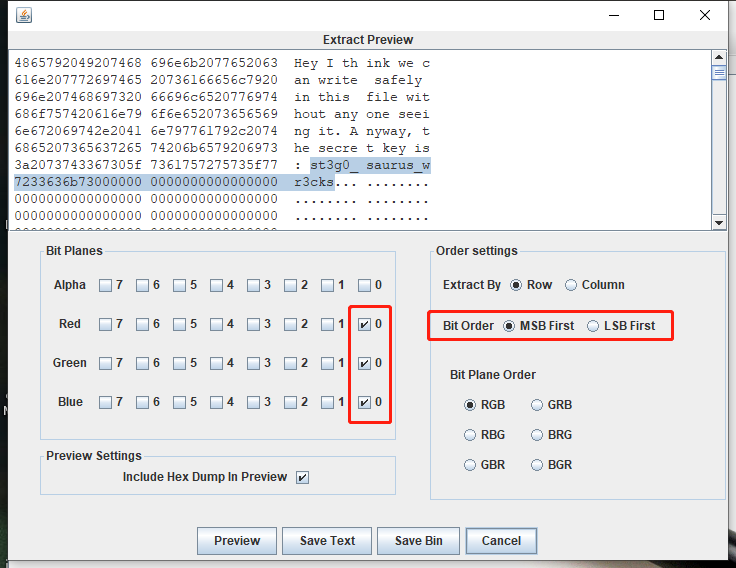 Extract Preview
4865792049207468 696e6b2077652063 Hey I th ink we c
616e207772697465 20736166656c7920 an write  safely
696e207468697320 66696c6520776974 in this  file wit
686f757420616e79 6f6e652073656569 hout any one seei
6e672069742e2041 6e797761792c2074 ng it. A nyway, t
6865207365637265 74206b6579206973 he secre t key is
3a2073743367305f 7361757275735f77 : st3g0_ saurus_w
7233636b73000000 0000000000000000 r3cks... ........
0000000000000000 0000000000000000 ........ ........
0000000000000000 0000000000000000 ........ ........
Bit Planes
Alpha 7 6 5 4 3 2 1 0
Red 7 6 5 4 3 2 1 0
Green 7 6 5 4 3 2 1 0
Blue 7 6 5 4 3 2 1 0
Preview Settings
Include Hex Dump In Preview
Order settings
Extract By Row Column
Bit Order MSB First LSB First
Bit Plane Order
RGB GRB
RBG BRG
GBR BGR
Preview Save Text Save Bin Cancel